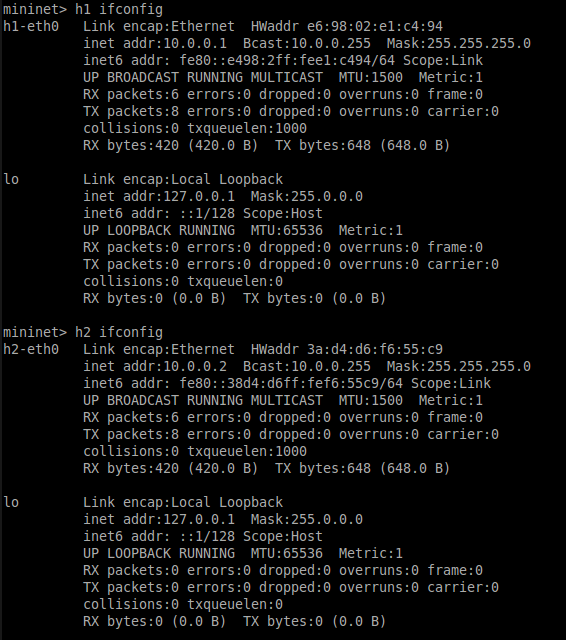 mininet> h1 ifconfig
h1-eth0   Link encap:Ethernet  HWaddr e6:98:02:e1:c4:94
          inet addr:10.0.0.1  Bcast:10.0.0.255  Mask:255.255.255.0
          inet6 addr: fe80::e498:2ff:fee1:c494/64 Scope:Link
          UP BROADCAST RUNNING MULTICAST  MTU:1500  Metric:1
          RX packets:6 errors:0 dropped:0 overruns:0 frame:0
          TX packets:8 errors:0 dropped:0 overruns:0 carrier:0
          collisions:0 txqueuelen:1000
          RX bytes:420 (420.0 B)  TX bytes:648 (648.0 B)

lo        Link encap:Local Loopback
          inet addr:127.0.0.1  Mask:255.0.0.0
          inet6 addr: ::1/128 Scope:Host
          UP LOOPBACK RUNNING  MTU:65536  Metric:1
          RX packets:0 errors:0 dropped:0 overruns:0 frame:0
          TX packets:0 errors:0 dropped:0 overruns:0 carrier:0
          collisions:0 txqueuelen:0
          RX bytes:0 (0.0 B)  TX bytes:0 (0.0 B)

mininet> h2 ifconfig
h2-eth0   Link encap:Ethernet  HWaddr 3a:d4:d6:f6:55:c9
          inet addr:10.0.0.2  Bcast:10.0.0.255  Mask:255.255.255.0
          inet6 addr: fe80::38d4:d6ff:fef6:55c9/64 Scope:Link
          UP BROADCAST RUNNING MULTICAST  MTU:1500  Metric:1
          RX packets:6 errors:0 dropped:0 overruns:0 frame:0
          TX packets:8 errors:0 dropped:0 overruns:0 carrier:0
          collisions:0 txqueuelen:1000
          RX bytes:420 (420.0 B)  TX bytes:648 (648.0 B)

lo        Link encap:Local Loopback
          inet addr:127.0.0.1  Mask:255.0.0.0
          inet6 addr: ::1/128 Scope:Host
          UP LOOPBACK RUNNING  MTU:65536  Metric:1
          RX packets:0 errors:0 dropped:0 overruns:0 frame:0
          TX packets:0 errors:0 dropped:0 overruns:0 carrier:0
          collisions:0 txqueuelen:0
          RX bytes:0 (0.0 B)  TX bytes:0 (0.0 B)